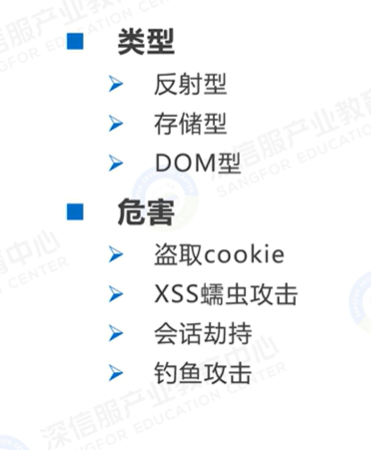 类型
反射型
存储型
DOM型
危害
盗取cookie
XSS蠕虫攻击
会话劫持
钓鱼攻击
深信服产业教育中心
SANGFOR EDUCATION CENTER